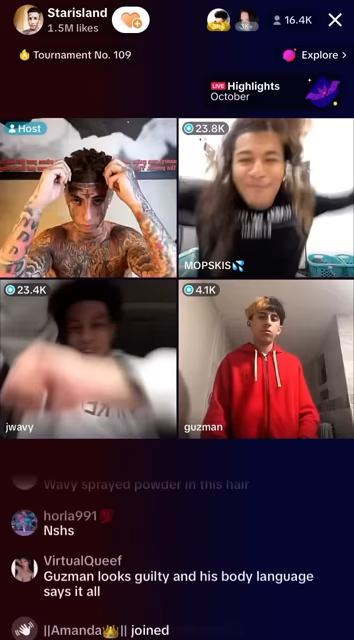 Starisland
1.5M likes
3K+
16.4K
Tournament No. 109
Explore >
LIVE Highlights
October
Host
23.8K
MOPSKIS💦
23.4K
4.1K
jwavy
guzman
Wavy sprayed powder in this hair
horla991💯
Nshs
VirtualQueef
Guzman looks guilty and his body language
says it all
joined